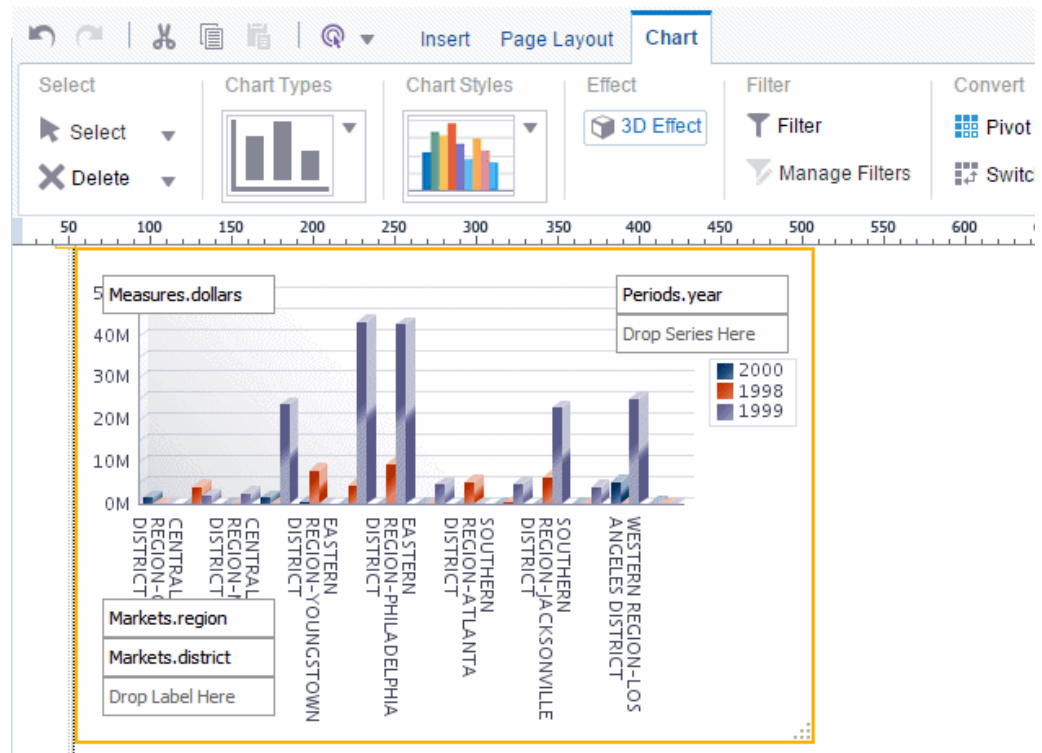 Insert Page Layout Chart
Select Chart Types Chart Styles Effect Filter Convert
Select 3D Effect Filter Pivot
Delete Manage Filters
50 100 150 200 250 300 350 400 450 500 550 600
Measures.dollars
Periods.year
Drop Series Here
40M
30M
20M
10M
0M
2000
1998
1999
CENTRAL
DISTRICT
CENTRAL
DISTRICT
EASTERN
REGION-YOUNGSTOWN
DISTRICT
EASTERN
REGION-PHILADELPHIA
DISTRICT
SOUTHERN
REGION-ATLANTA
DISTRICT
SOUTHERN
REGION-JACKSONVILLE
DISTRICT
WESTERN REGION-LOS
ANGELES DISTRICT
Markets.region
Markets.district
Drop Label Here